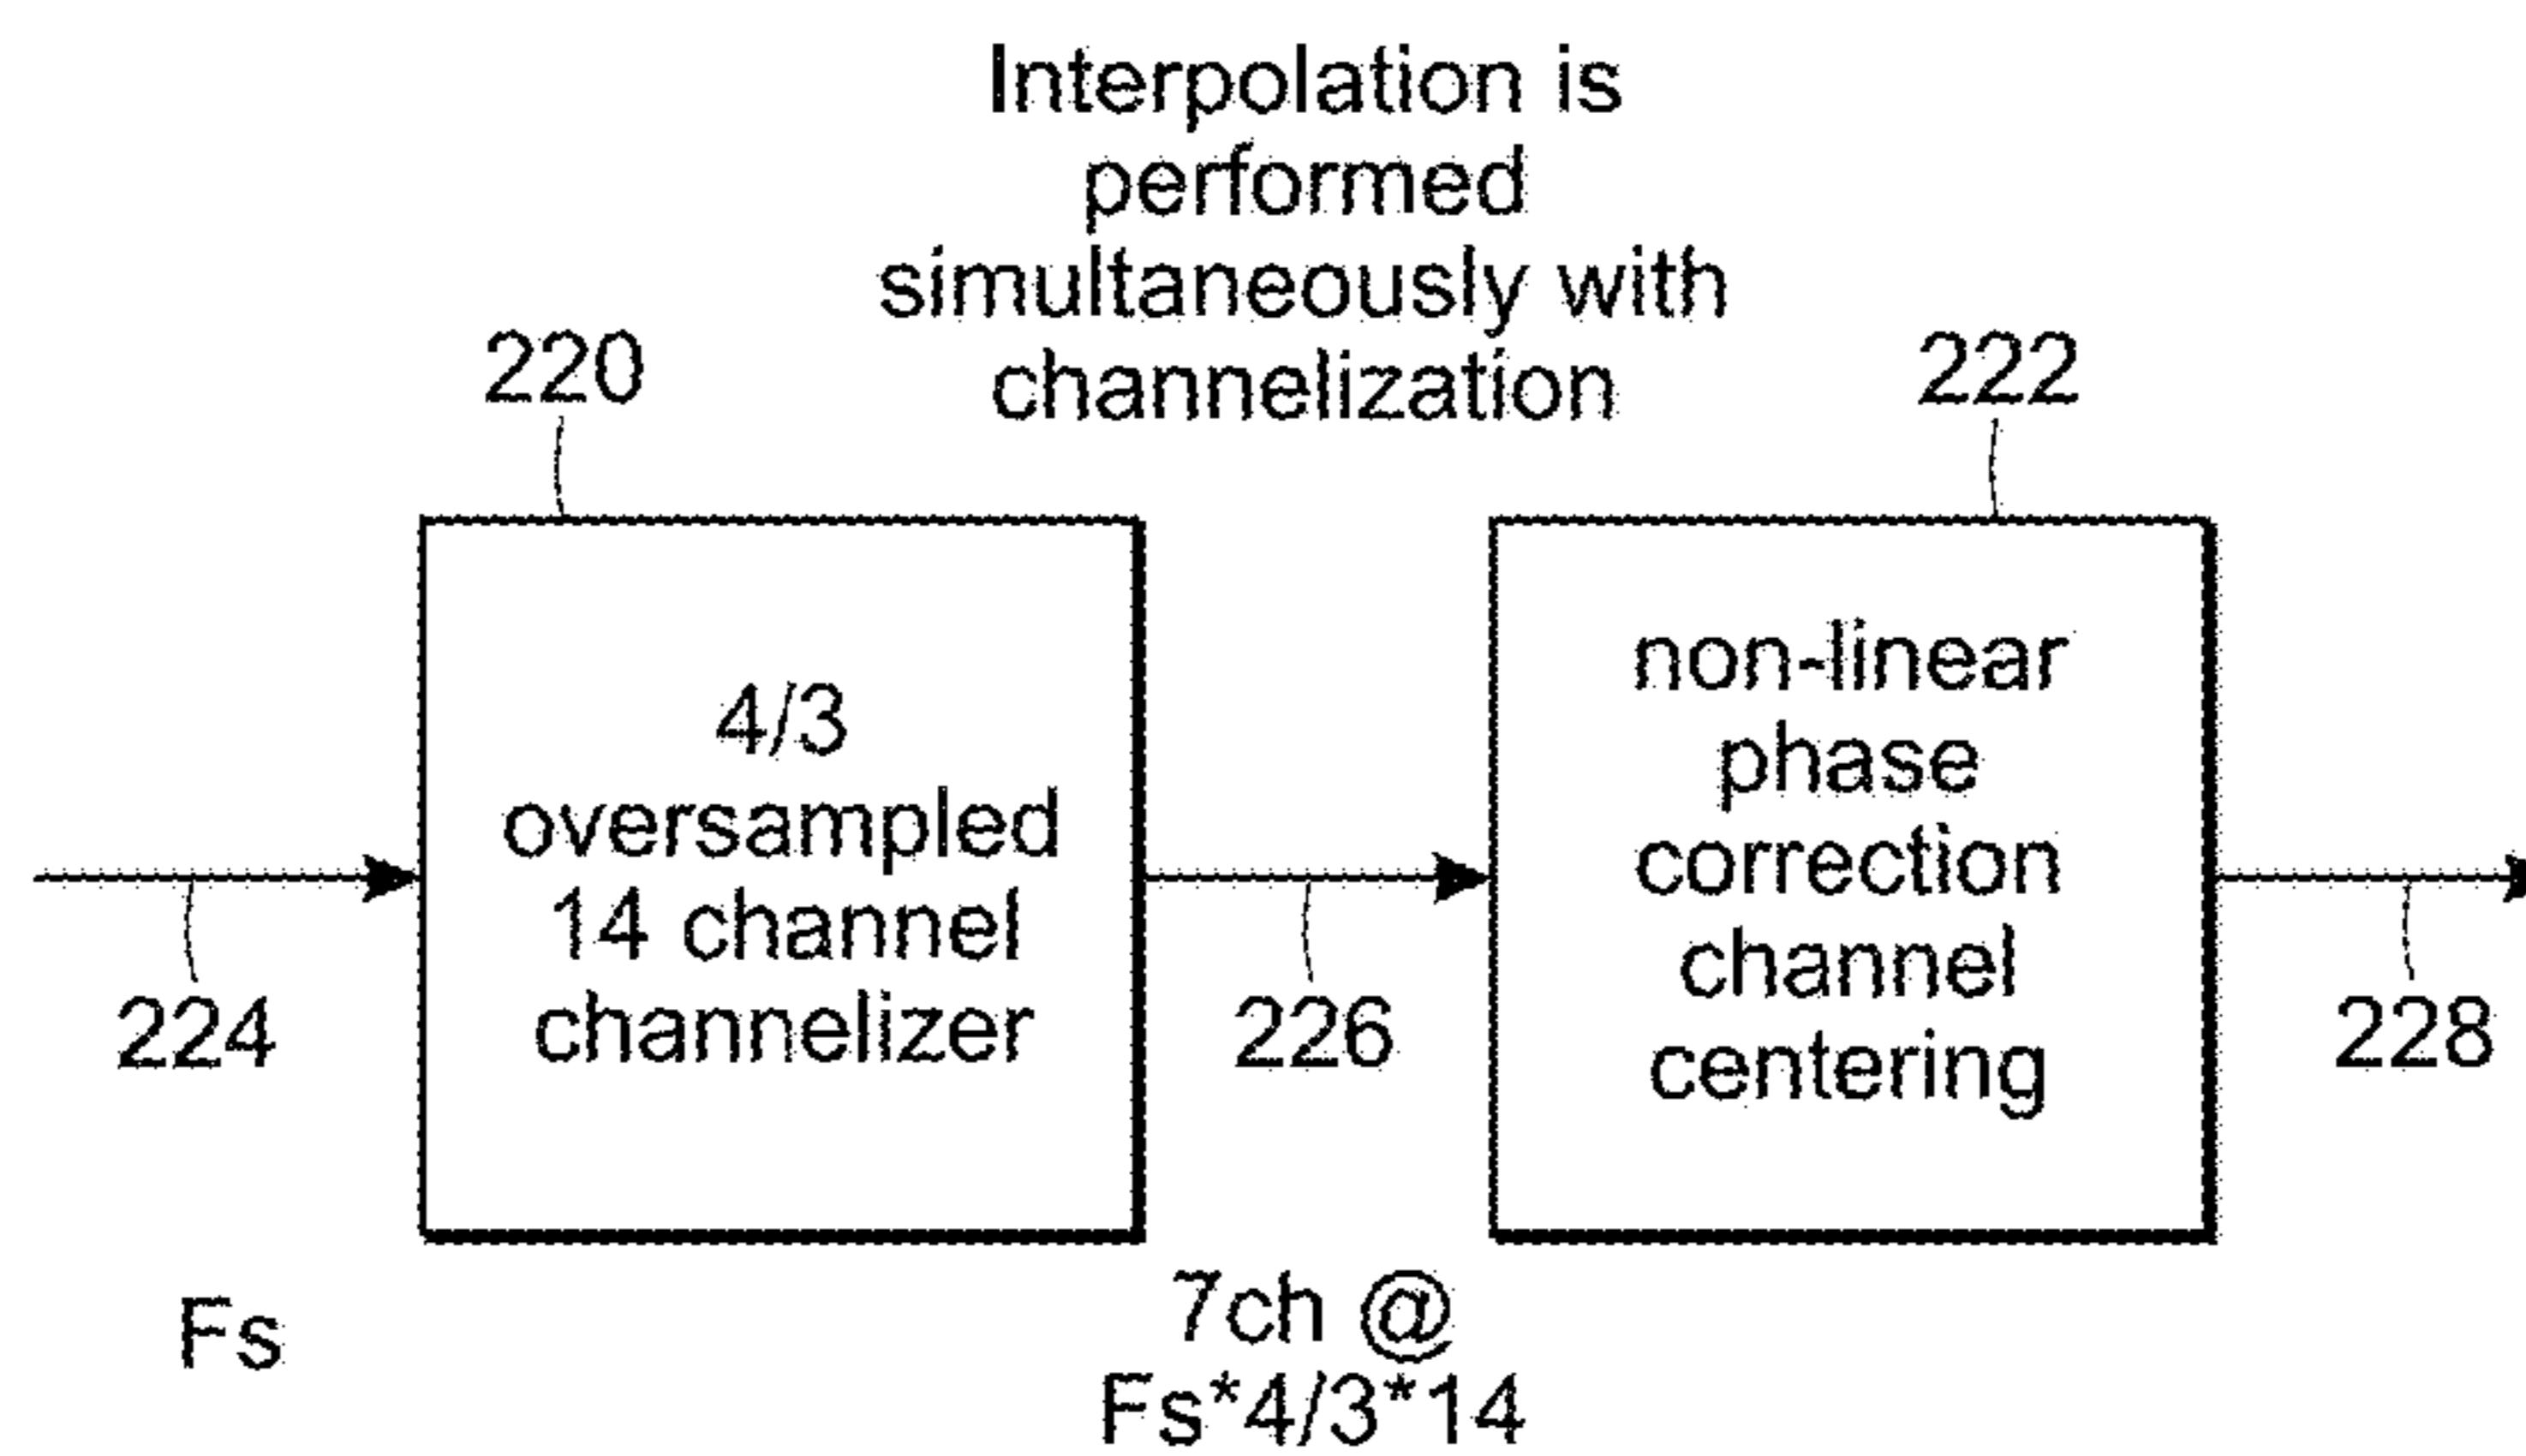 Interpolation is
performed
simultaneously with
channelization
220
222
4/3
oversampled
14 channel
channelizer
non-linear
phase
correction
channel
centering
224
226
228
Fs
7ch @
Fs*4/3*14